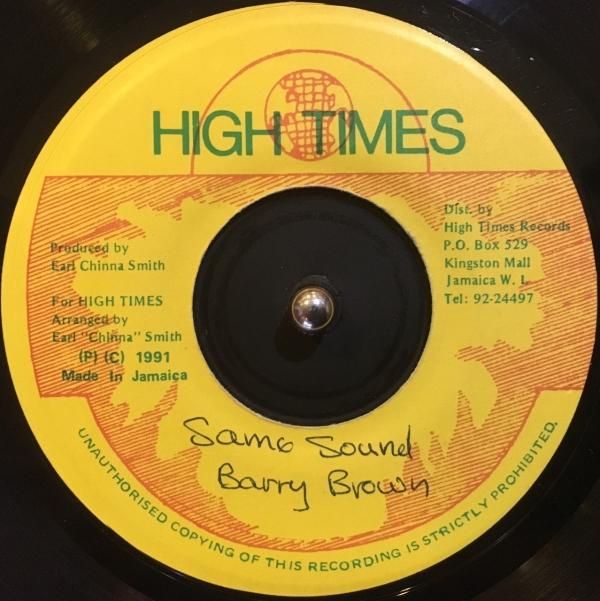 HIGH TIMES
Produced by
Earl Chinna Smith
For HIGH TIMES
Arranged by
Earl "Chinna" Smith
(P) (C) 1991
Made In Jamaica
Dist. by
High Times Records
P.O. Box 529
Kingston Mall
Jamaica W. I.
Tel: 92-24497
Same Sound
Barry Brown
UNAUTHORISED COPYING OF THIS RECORDING IS STRICTLY PROHIBITED.